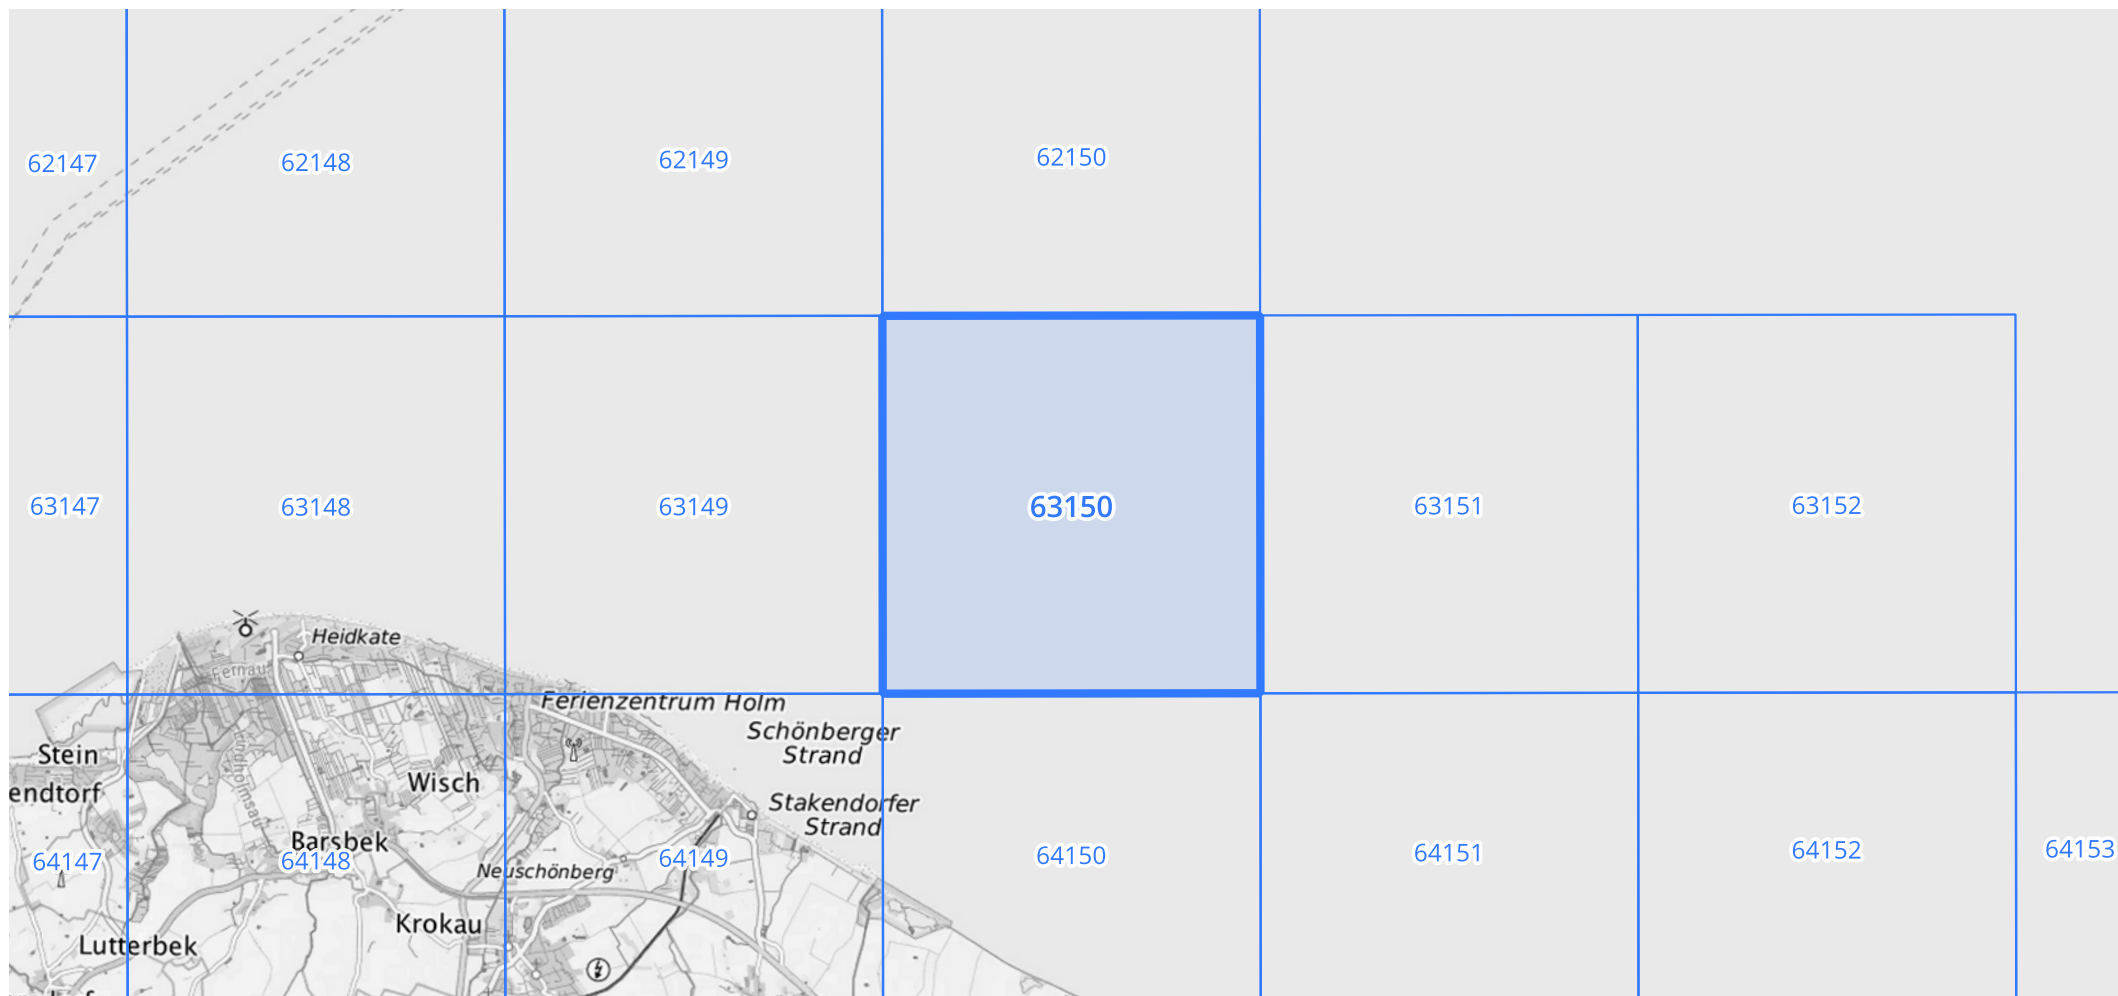 62147
62148
62149
62150
63147
63148
63149
63150
63151
63152
Heidkate
Fernau
Ferienzentrum Holm
Schönberger
Strand
Stein
endtorf
Wisch
Stakendorfer
Strand
Barsbek
64147
64148
64149
64150
64151
64152
64153
Neuschönberg
Krokau
Lutterbek